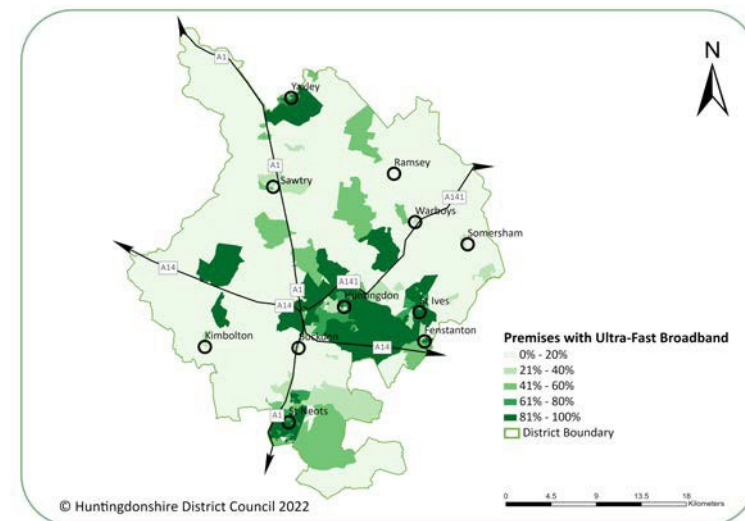 A1
N
Yaxley
A1
Sawtry
Ramsey
A141
Warboys
Somersham
A14
A1
A141
A14
Huntingdon
St Ives
Kimbolton
Buckden
A14
Fenstanton
A1
St Neots
Premises with Ultra-Fast Broadband
0% - 20%
21% - 40%
41% - 60%
61% - 80%
81% - 100%
District Boundary
0 4.5 9 13.5 18
Kilometers
© Huntingdonshire District Council 2022